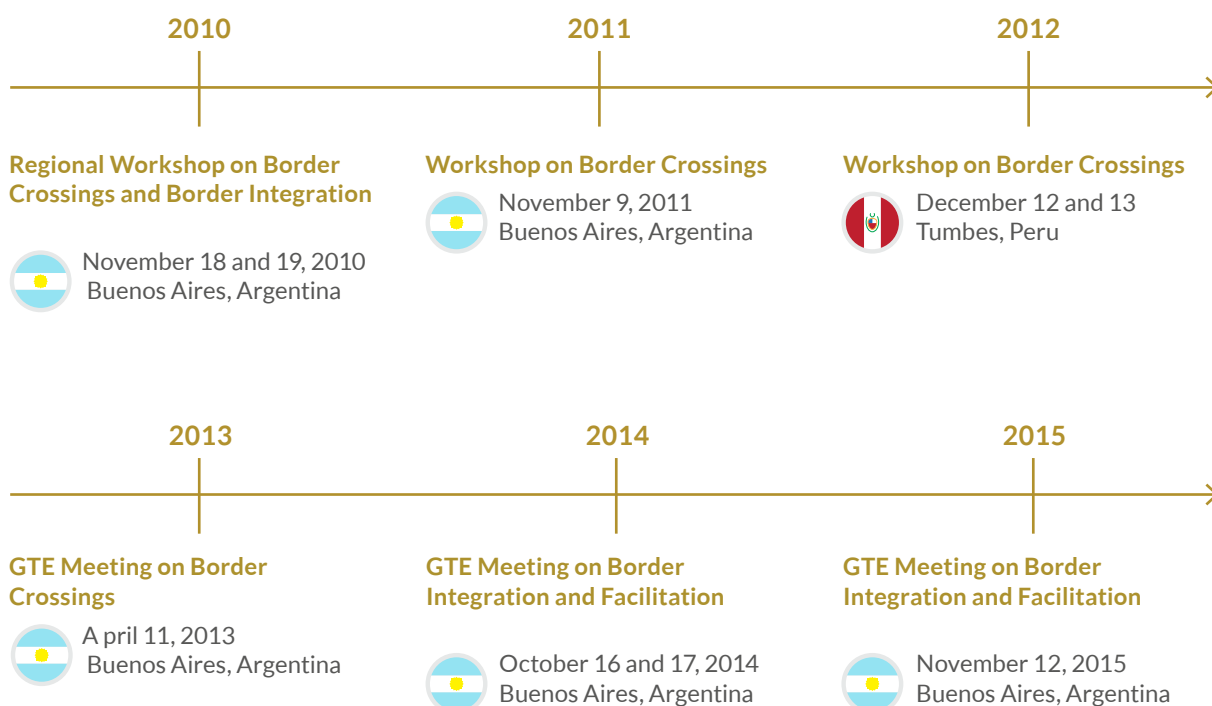 2010
2011
2012
Regional Workshop on Border
Crossings and Border Integration
November 18 and 19, 2010
Buenos Aires, Argentina
Workshop on Border Crossings
November 9, 2011
Buenos Aires, Argentina
Workshop on Border Crossings
December 12 and 13
Tumbes, Peru
2013
2014
2015
GTE Meeting on Border
Crossings
A pril 11, 2013
Buenos Aires, Argentina
GTE Meeting on Border
Integration and Facilitation
October 16 and 17, 2014
Buenos Aires, Argentina
GTE Meeting on Border
Integration and Facilitation
November 12, 2015
Buenos Aires, Argentina